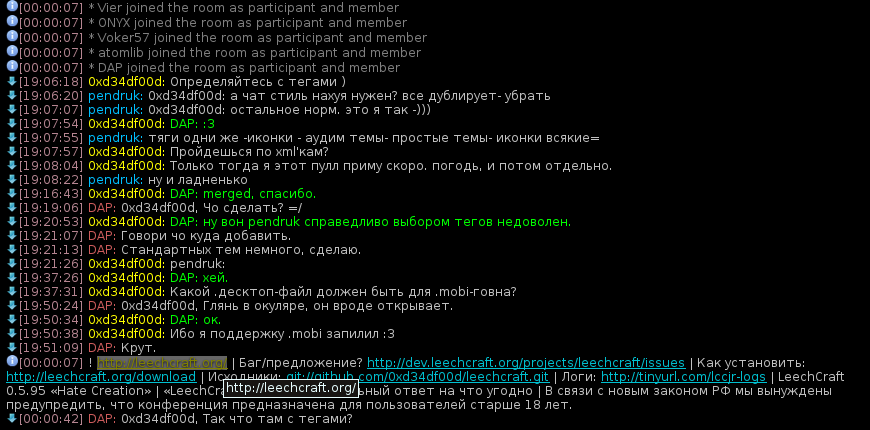 [00:00:07] * Vier joined the room as participant and member
[00:00:07] * ONYX joined the room as participant and member
[00:00:07] * Voker57 joined the room as participant and member
[00:00:07] * atomlib joined the room as participant and member
[00:00:07] * DAP joined the room as participant and member
[19:06:18] 0xd34df00d: Определяйтесь с тегами )
[19:06:20] pendruk: 0xd34df00d: а чат стиль нахуя нужен? все дублирует- убрать
[19:07:07] pendruk: 0xd34df00d: остальное норм. это я так -)))
[19:07:54] 0xd34df00d: DAP: :3
[19:07:55] pendruk: тяги одни же -иконки - аудим темы- простые темы- иконки всякие=
[19:07:57] 0xd34df00d: Пройдешься по xml'кам?
[19:08:04] 0xd34df00d: Только тогда я этот пулл приму скоро. погодь, и потом отдельно.
[19:08:22] pendruk: ну и ладненько
[19:16:43] 0xd34df00d: DAP: merged, спасибо.
[19:19:06] DAP: 0xd34df00d, Чо сделать? =/
[19:20:53] 0xd34df00d: DAP: ну вон pendruk справедливо выбором тегов недоволен.
[19:21:07] DAP: Говори чо куда добавить.
[19:21:13] DAP: Стандартных тем немного, сделаю.
[19:21:26] 0xd34df00d: pendruk:
[19:37:26] 0xd34df00d: DAP: хей.
[19:37:31] 0xd34df00d: Какой .десктоп-файл должен быть для .mobi-говна?
[19:50:24] DAP: 0xd34df00d, Глянь в окуляре, он вроде открывает.
[19:50:34] 0xd34df00d: DAP: ок.
[19:50:38] 0xd34df00d: Ибо я поддержку .mobi запилил :3
[19:51:09] DAP: Крут.
[00:00:07] ! http://leechcraft.org/ | Баг/предложение? http://dev.leechcraft.org/projects/leechcraft/issues | Как установить:
http://leechcraft.org/download | Исходники: git://github.com/0xd34df00d/leechcraft.git | Логи: http://tinyurl.com/lccjr-logs | LeechCraft
0.5.95 «Hate Creation» | «LeechCr http://leechcraft.org/ ьный ответ на что угодно | В связи с новым законом РФ мы вынуждены
предупредить, что конференция предназначена для пользователей старше 18 лет.
[00:00:42] DAP: 0xd34df00d, Так что там с тегами?